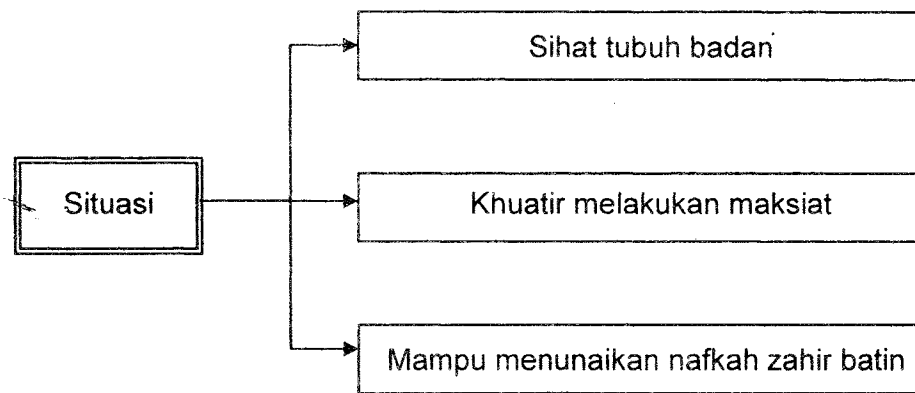 Sihat tubuh badan
Situasi
Khuatir melakukan maksiat
Mampu menunaikan nafkah zahir batin